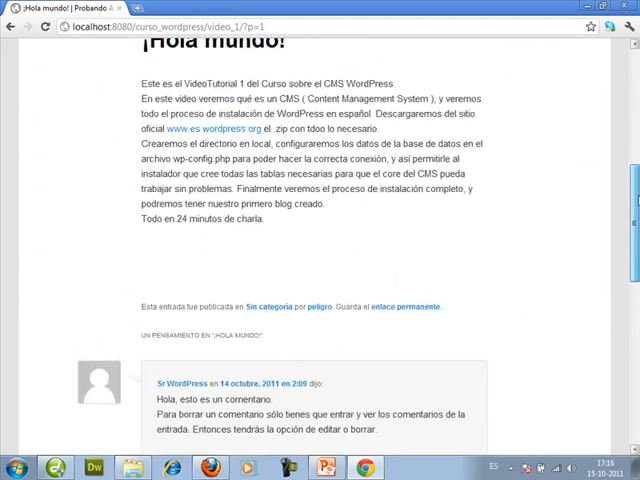 ¡Hola mundo! | Probando A
localhost:8080/curso_wordpress/video_1/?p=1
¡Hola mundo!
Este es el VideoTutorial 1 del Curso sobre el CMS WordPress
En este video veremos qué es un CMS ( Content Management System ), y veremos
todo el proceso de instalación de WordPress en español. Descargaremos del sitio
oficial www.es.wordpress.org el .zip con tdoo lo necesario.
Crearemos el directorio en local, configuraremos los datos de la base de datos en el
archivo wp-config.php para poder hacer la correcta conexión, y así permitirle al
instalador que cree todas las tablas necesarias para que el core del CMS pueda
trabajar sin problemas. Finalmente veremos el proceso de instalación completo, y
podremos tener nuestro primero blog creado.
Todo en 24 minutos de charla.
Esta entrada fue publicada en Sin categoría por peligro. Guarda el enlace permanente.
UN PENSAMIENTO EN “¡HOLA MUNDO!”
Sr WordPress en 14 octubre, 2011 en 2:09 dijo:
Hola, esto es un comentario.
Para borrar un comentario sólo tienes que entrar y ver los comentarios de la
entrada. Entonces tendrás la opción de editar o borrar.
Dw
ES
17:16
15-10-2011